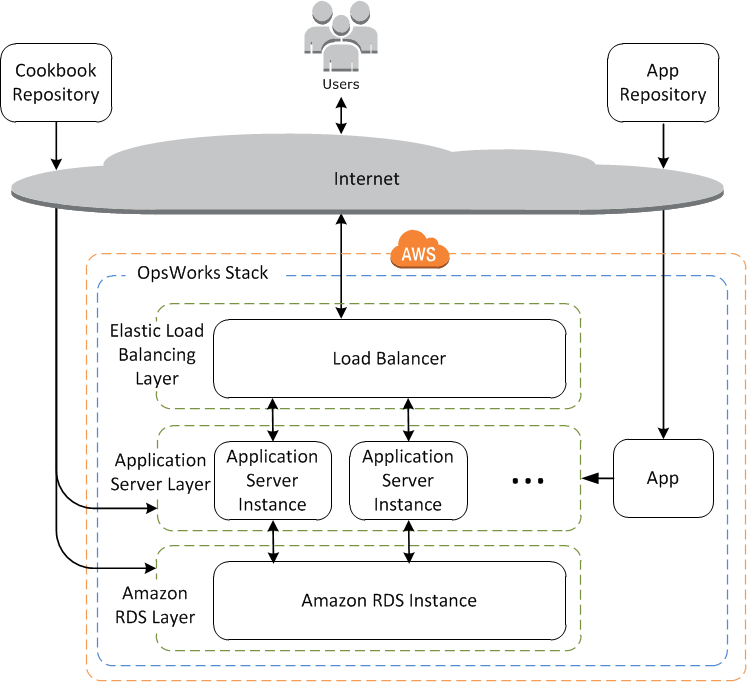 Cookbook
Repository
Users
App
Repository
Internet
AWS
OpsWorks Stack
Elastic Load
Balancing
Layer
Load Balancer
Application
Server Layer
Application
Server
Instance
Application
Server
Instance
...
App
Amazon
RDS Layer
Amazon RDS Instance